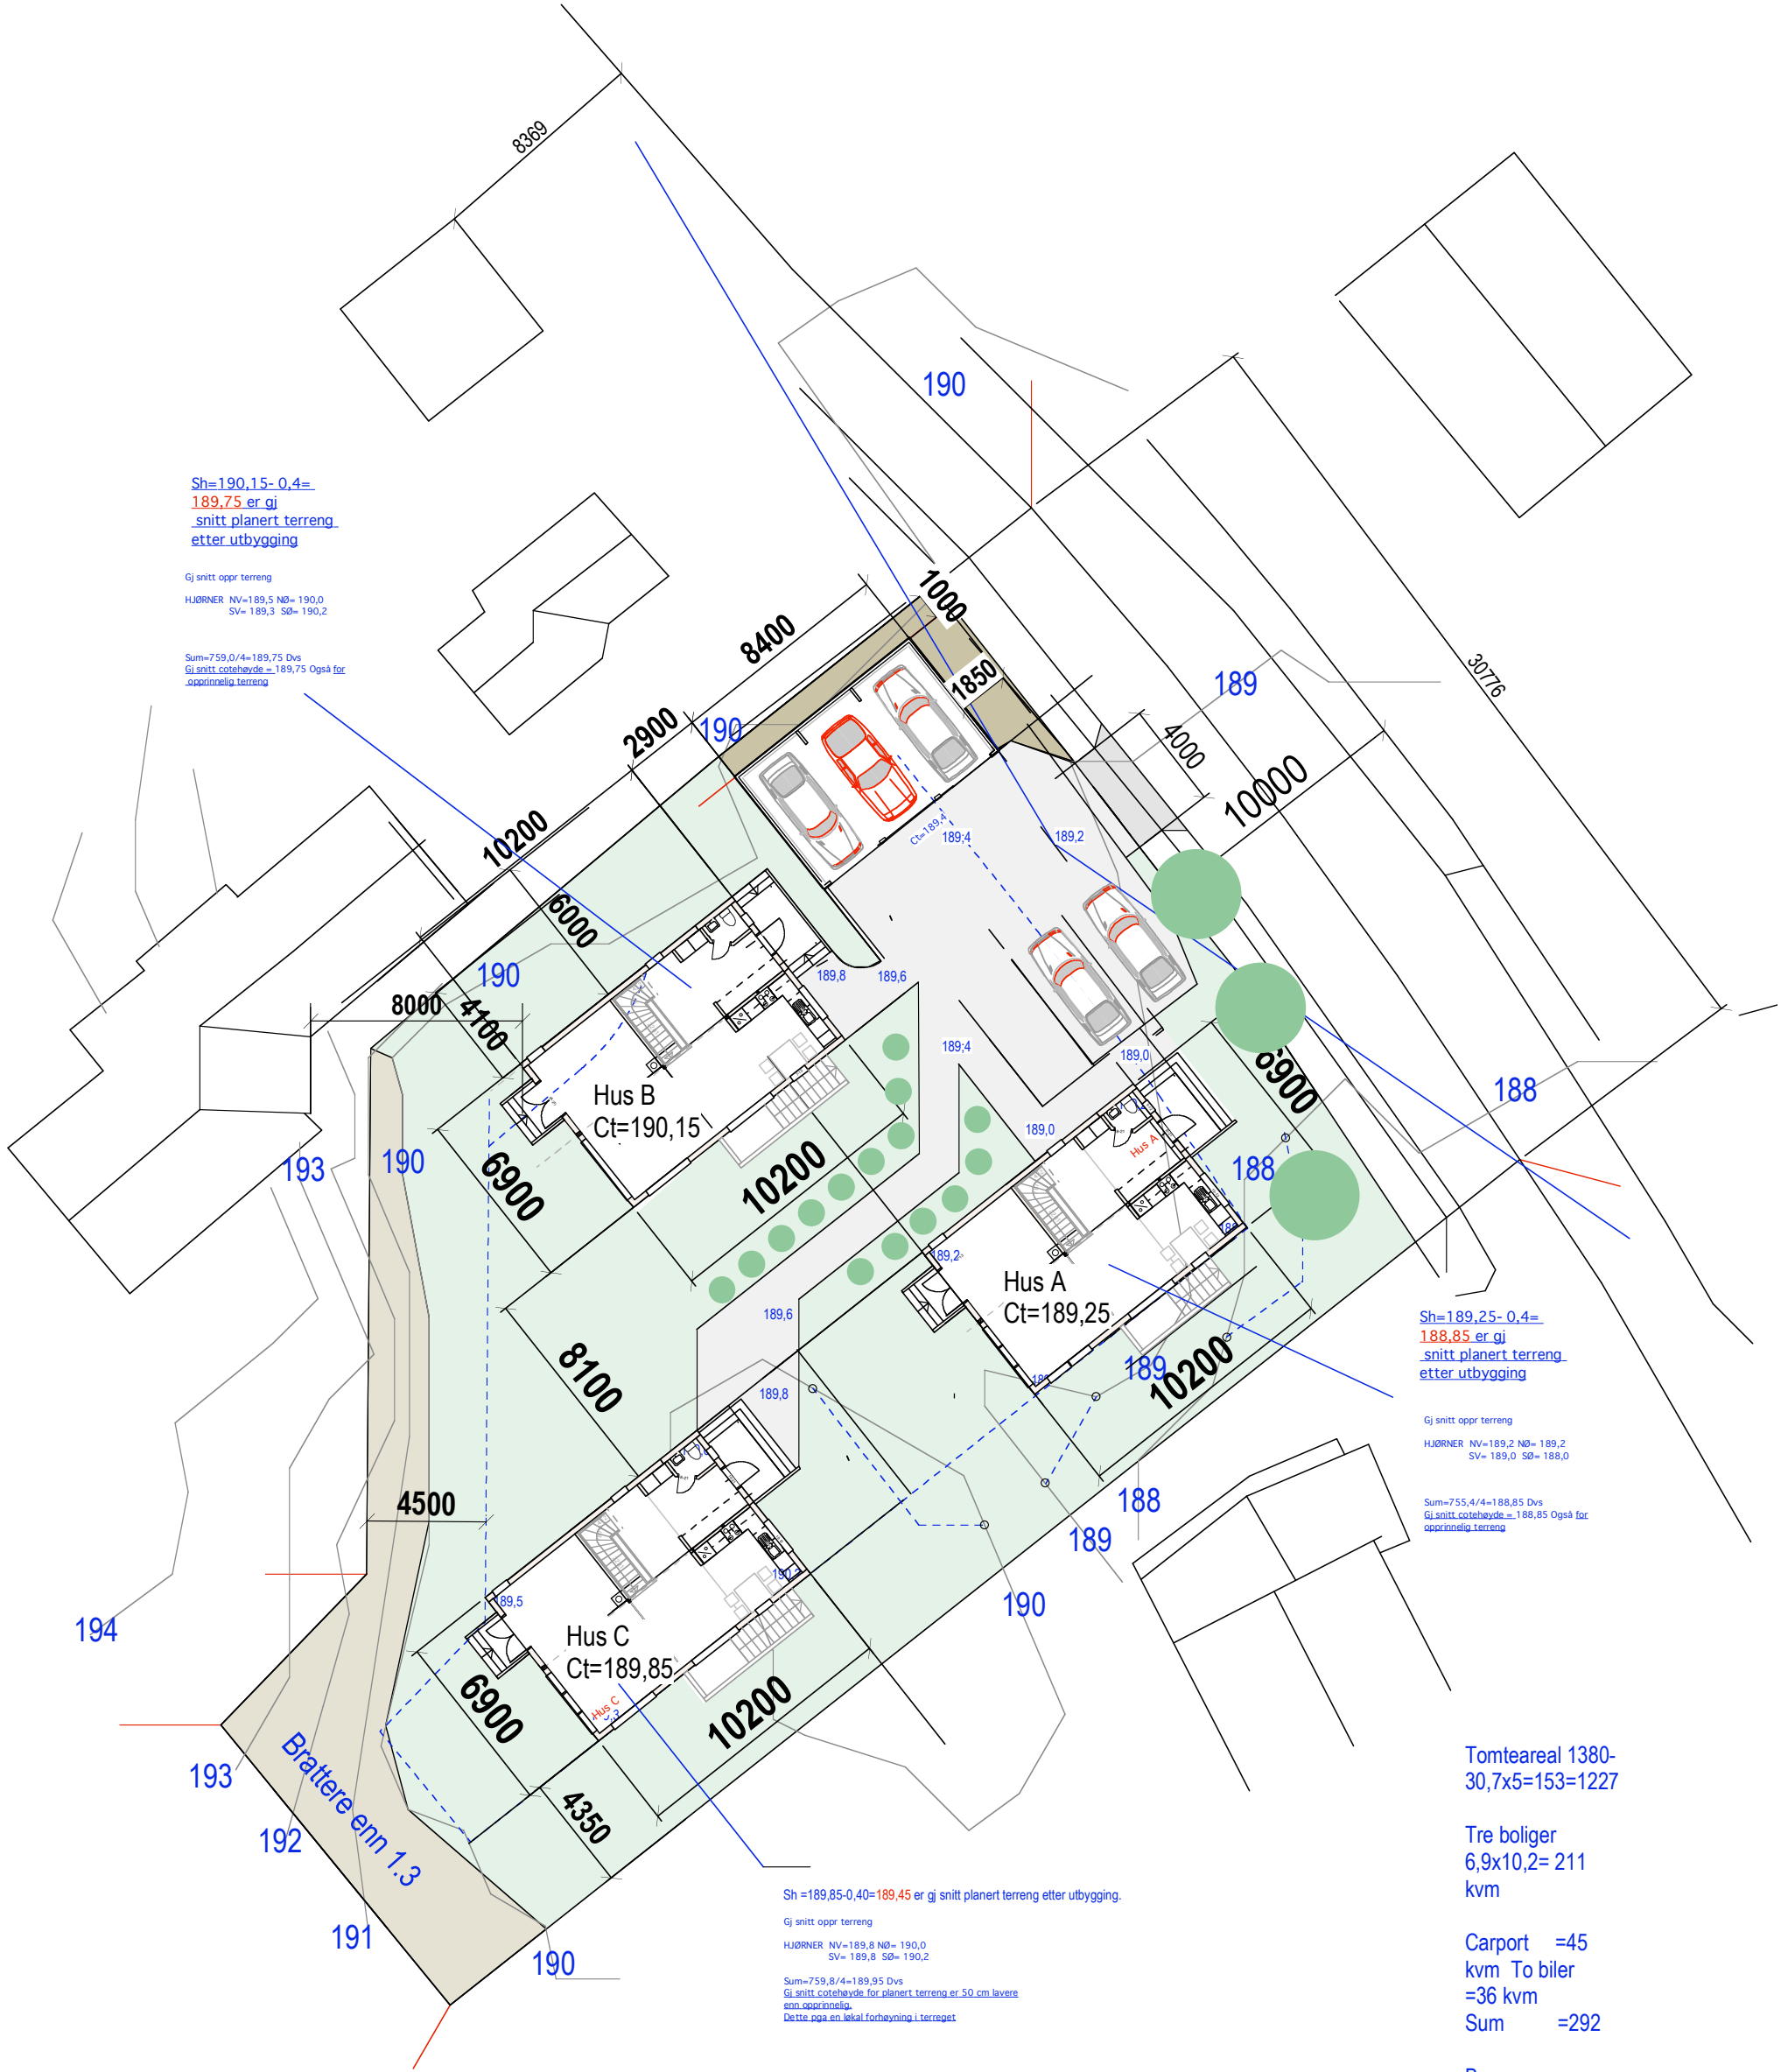 8369
190
Sh=190,15- 0,4=
189,75 er gj
snitt planert terreng
etter utbygging
Gj snitt oppr terreng
HJØRNER NV=189,5 NØ= 190,0
SV= 189,3 SØ= 190,2
Sum=759,0/4=189,75 Dvs
Gj snitt cotehøyde = 189,75 Også for
opprinnelig terreng
1000
8400
1850
30776
189
2900
190
4000
10000
10200
Ct=189,4
189;4
189,2
6000
190
189,8
189,6
8000
4100
189;4
189,0
6900
188
Hus B
Ct=190,15
189,0
Hus A
193
190
6900
10200
188
189,2
Hus A
Ct=189,25
189,6
Sh=189,25- 0,4=
188,85 er gj
snitt planert terreng
etter utbygging
8100
189,8
189
10200
Gj snitt oppr terreng
HJØRNER NV=189,2 NØ= 189,2
SV= 189,0 SØ= 188,0
Sum=755,4/4=188,85 Dvs
Gj snitt cotehøyde = 188,85 Også for
opprinnelig terreng
4500
188
189
190
189,5
194
Hus C
Ct=189,85
Hus C
6900
10200
193
Brattere enn 1.3
4350
192
191
190
Sh =189,85-0,40=189,45 er gj snitt planert terreng etter utbygging.
Gj snitt oppr terreng
HJØRNER NV=189,8 NØ= 190,0
SV= 189,8 SØ= 190,2
Sum=759,8/4=189,95 Dvs
Gj snitt cotehøyde for planert terreng er 50 cm lavere
enn opprinnelig.
Dette pga en løkal forhøyning i terreget
Tomteareal 1380-
30,7x5=153=1227
Tre boliger
6,9x10,2= 211
kvm
Carport =45
kvm To biler
=36 kvm
Sum =292